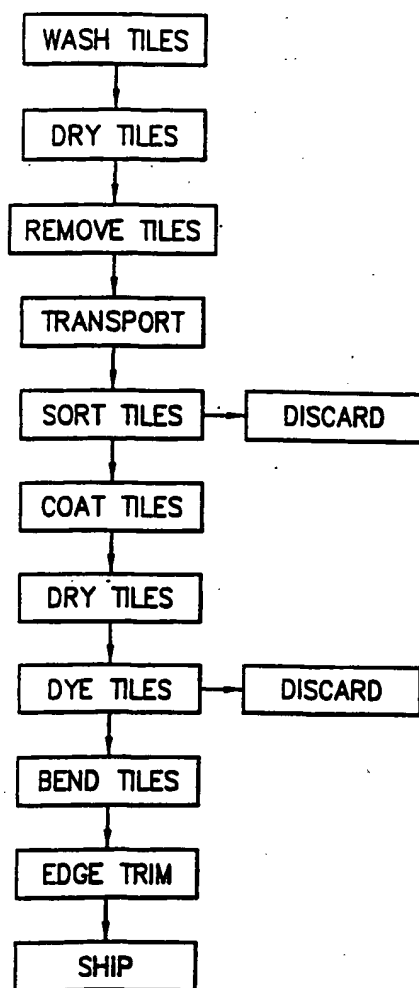 WASH TILES
DRY TILES
REMOVE TILES
TRANSPORT
SORT TILES
DISCARD
COAT TILES
DRY TILES
DYE TILES
DISCARD
BEND TILES
EDGE TRIM
SHIP